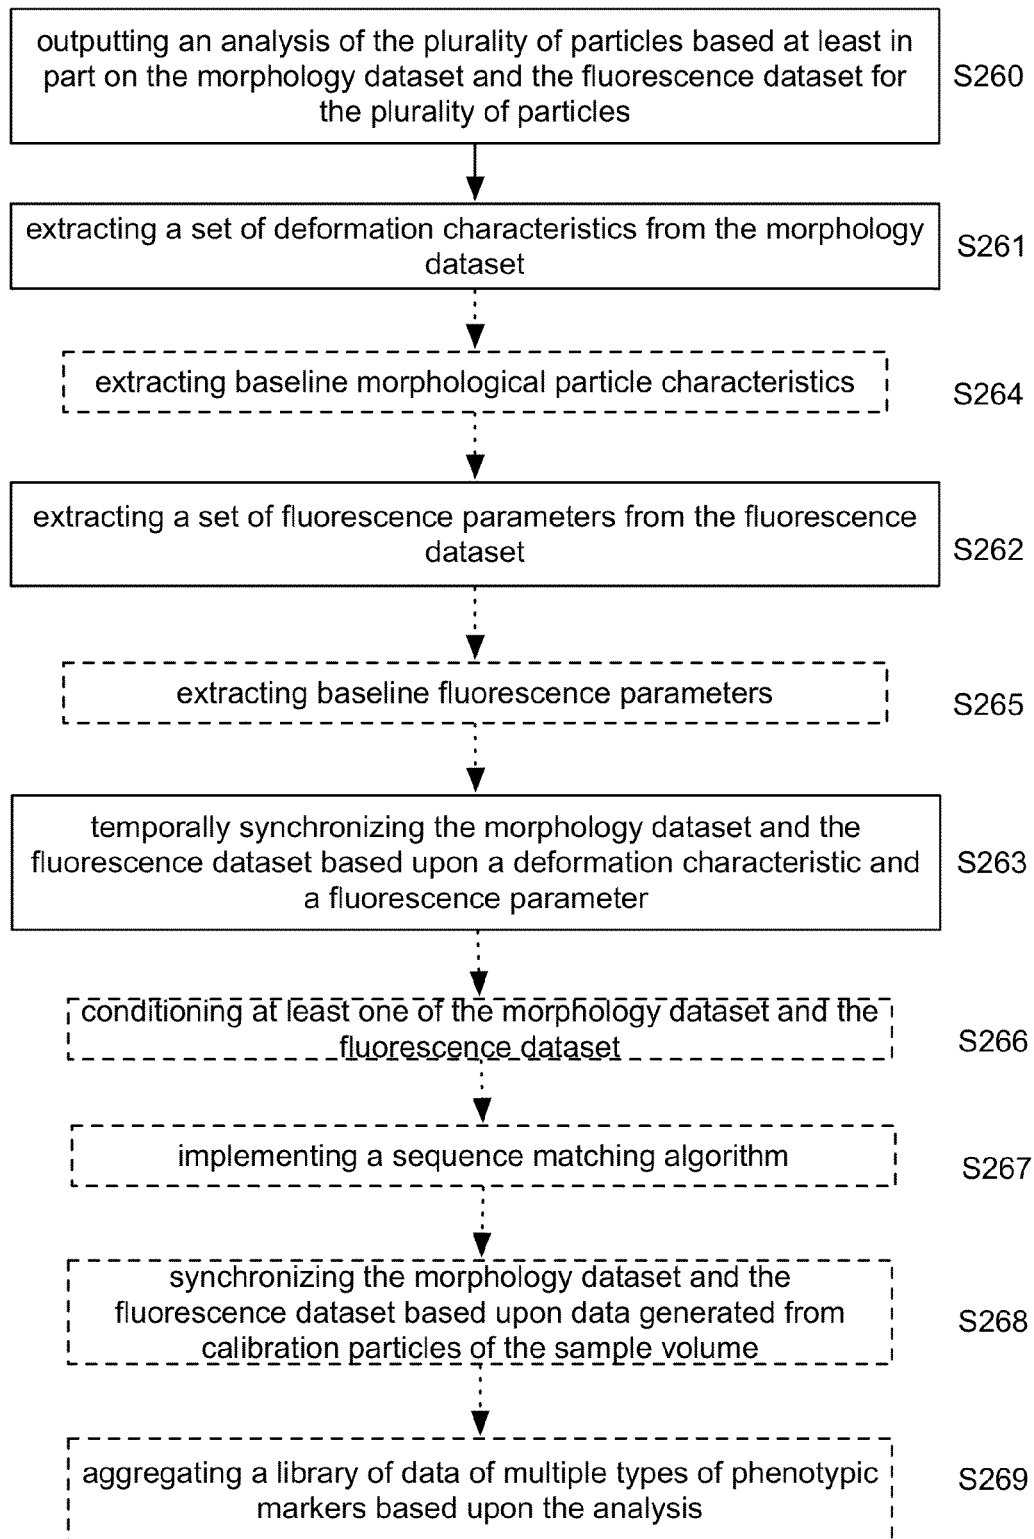 outputting an analysis of the plurality of particles based at least in
part on the morphology dataset and the fluorescence dataset for
the plurality of particles
S260
extracting a set of deformation characteristics from the morphology
dataset
S261
extracting baseline morphological particle characteristics
S264
extracting a set of fluorescence parameters from the fluorescence
dataset
S262
extracting baseline fluorescence parameters
S265
temporally synchronizing the morphology dataset and the
fluorescence dataset based upon a deformation characteristic and
a fluorescence parameter
S263
conditioning at least one of the morphology dataset and the
fluorescence dataset
S266
implementing a sequence matching algorithm
S267
synchronizing the morphology dataset and the
fluorescence dataset based upon data generated from
calibration particles of the sample volume
S268
aggregating a library of data of multiple types of phenotypic
markers based upon the analysis
S269